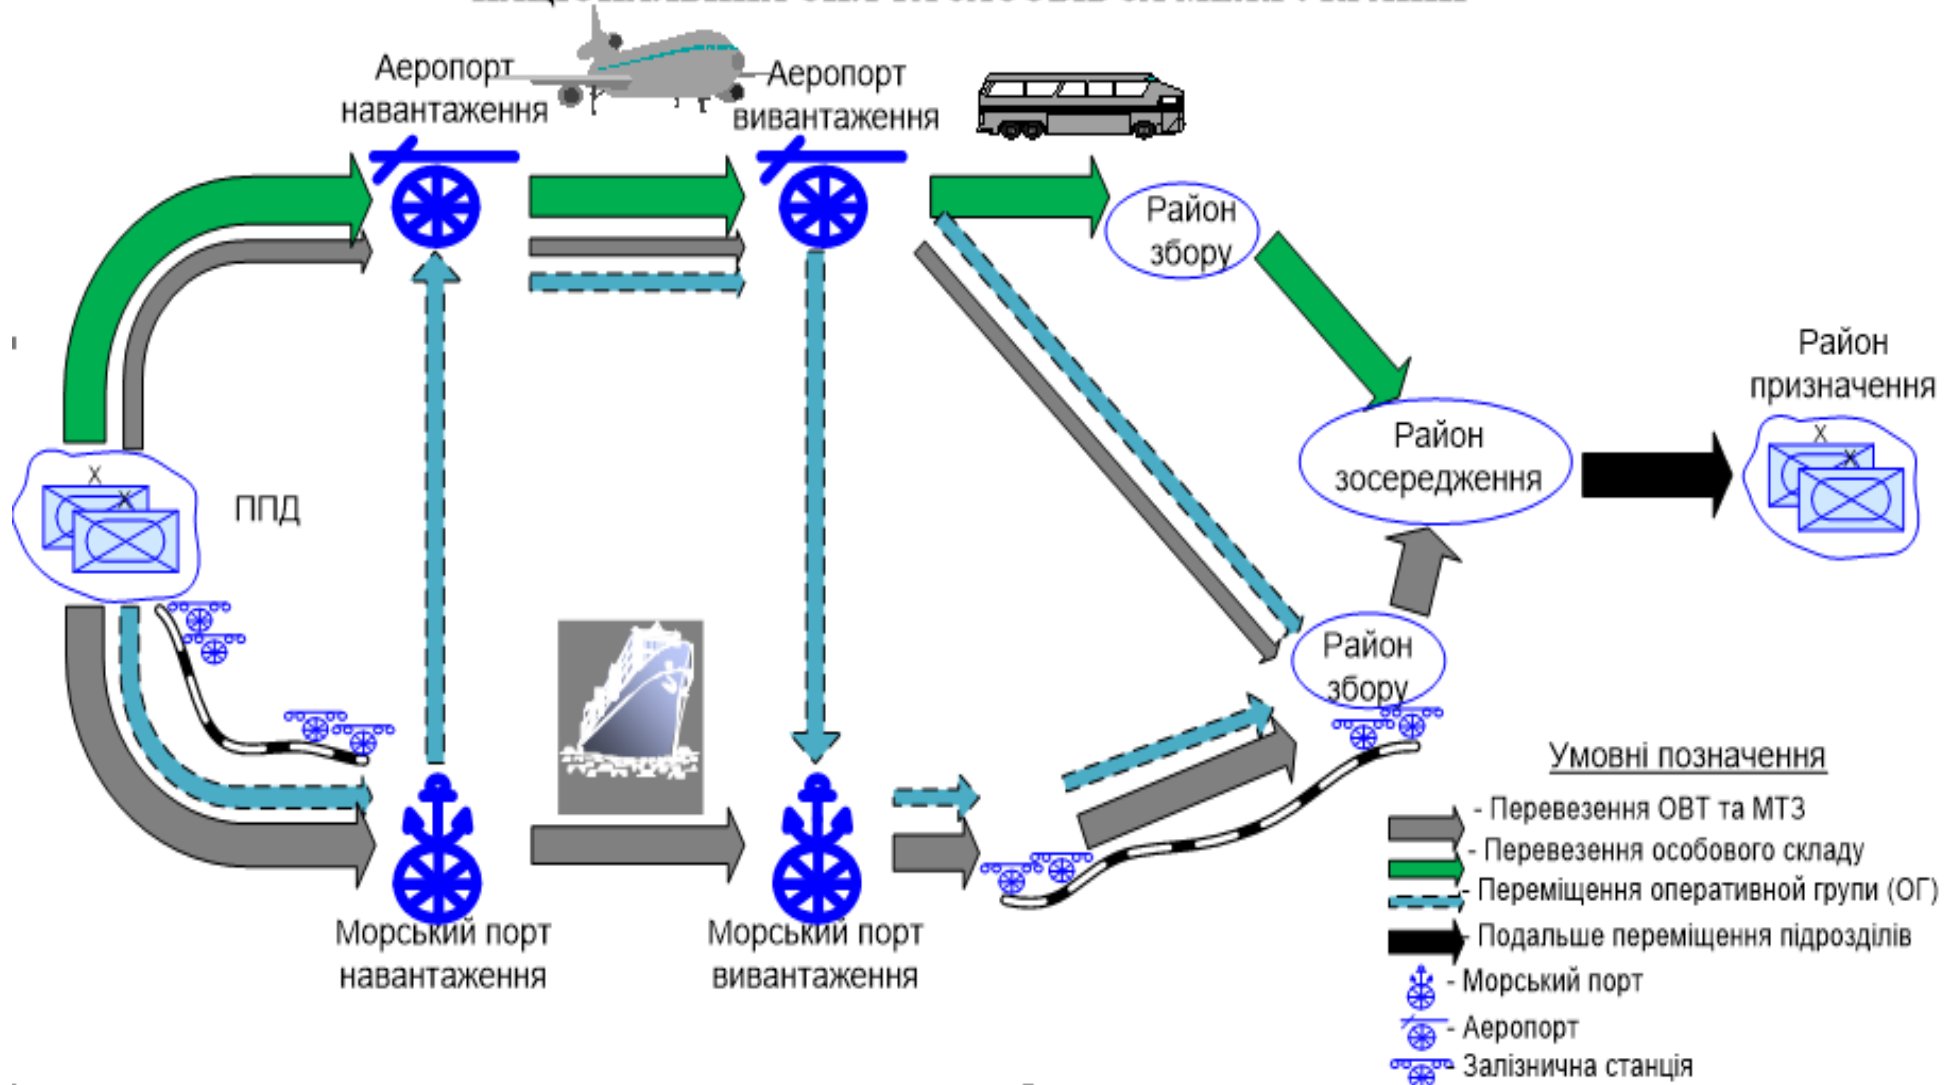 Аеропорт
навантаження
Аеропорт
вивантаження
Район
збору
Район
призначення
Район
зосередження
X
X
ППД
X
X
Район
збору
Морський порт
навантаження
Морський порт
вивантаження
Умовні позначення
- Перевезення ОВТ та МТЗ
- Перевезення особового складу
- Переміщення оперативной групи (ОГ)
- Подальше переміщення підрозділів
- Морський порт
- Аеропорт
- Залізнична станція